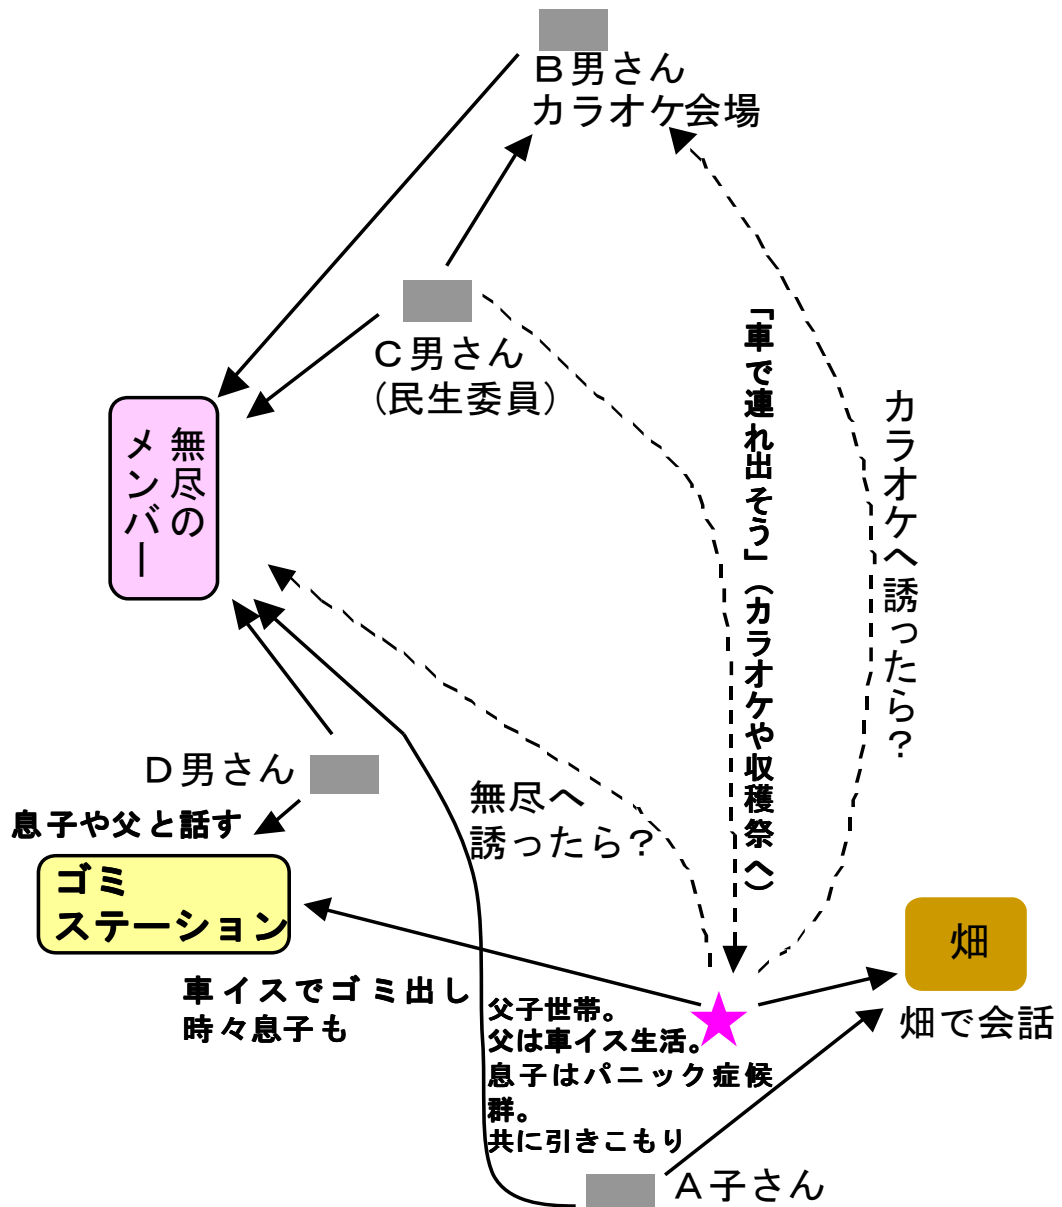 Ｂ男さん
カラオケ会場
Ｃ男さん
(民生委員)
無尽の
メンバー
「車で連れ出そう」（カラオケや収穫祭へ）
カラオケへ誘ったら？
Ｄ男さん
息子や父と話す
無尽へ
誘ったら？
ゴミ
ステーション
畑
車イスでゴミ出し
時々息子も
父子世帯。
父は車イス生活。
息子はパニック症候
群。
共に引きこもり
畑で会話
Ａ子さん